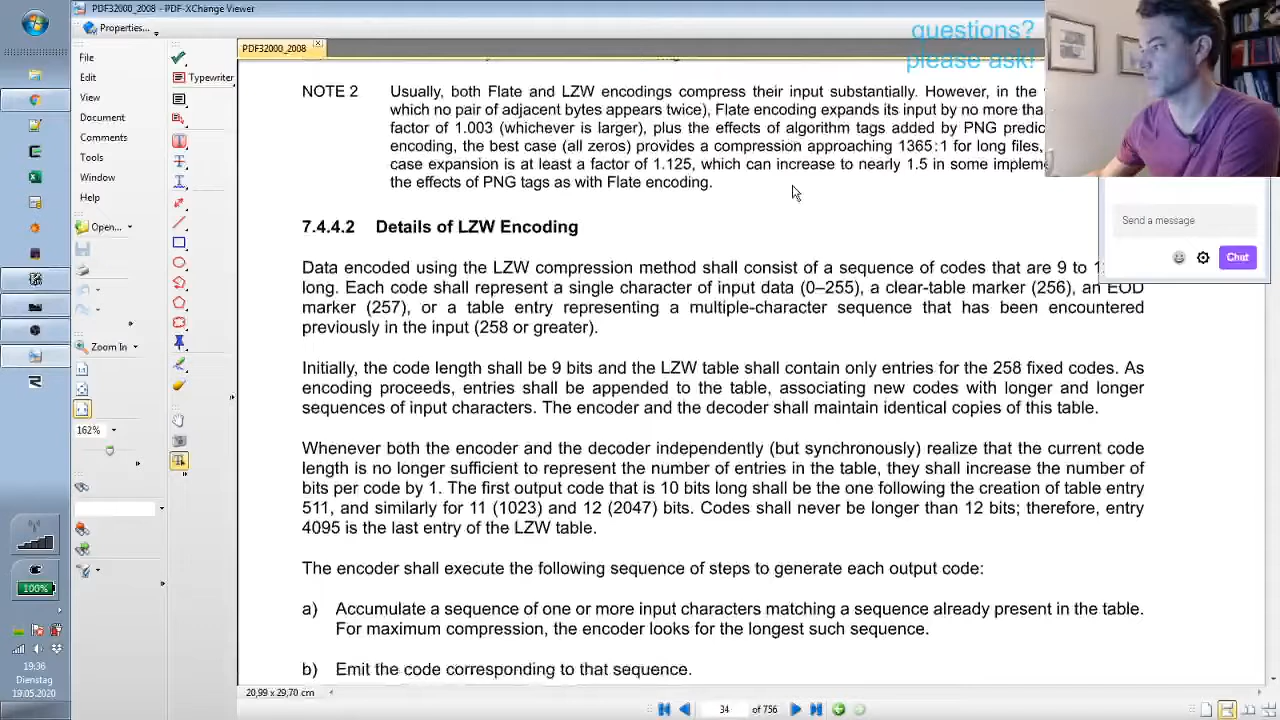 PDF32000_2008 - PDF-XChange Viewer
Properties...
PDF32000_2008
questions?
please ask!
File
Edit
View
Document
Comments
Tools
Window
Help
Open...
Zoom In
162%
Typewriter
NOTE 2 Usually, both Flate and LZW encodings compress their input substantially. However, in the
which no pair of adjacent bytes appears twice), Flate encoding expands its input by no more tha
factor of 1.003 (whichever is larger), plus the effects of algorithm tags added by PNG predic
encoding, the best case (all zeros) provides a compression approaching 1365:1 for long files,
case expansion is at least a factor of 1.125, which can increase to nearly 1.5 in some impleme
the effects of PNG tags as with Flate encoding.
Send a message
Chat
7.4.4.2 Details of LZW Encoding
Data encoded using the LZW compression method shall consist of a sequence of codes that are 9 to
long. Each code shall represent a single character of input data (0–255), a clear-table marker (256), an EOD
marker (257), or a table entry representing a multiple-character sequence that has been encountered
previously in the input (258 or greater).
Initially, the code length shall be 9 bits and the LZW table shall contain only entries for the 258 fixed codes. As
encoding proceeds, entries shall be appended to the table, associating new codes with longer and longer
sequences of input characters. The encoder and the decoder shall maintain identical copies of this table.
Whenever both the encoder and the decoder independently (but synchronously) realize that the current code
length is no longer sufficient to represent the number of entries in the table, they shall increase the number of
bits per code by 1. The first output code that is 10 bits long shall be the one following the creation of table entry
511, and similarly for 11 (1023) and 12 (2047) bits. Codes shall never be longer than 12 bits; therefore, entry
4095 is the last entry of the LZW table.
The encoder shall execute the following sequence of steps to generate each output code:
a) Accumulate a sequence of one or more input characters matching a sequence already present in the table.
For maximum compression, the encoder looks for the longest such sequence.
b) Emit the code corresponding to that sequence.
20,99 x 29,70 cm
34 of 756
100%
19:36
Dienstag
19.05.2020